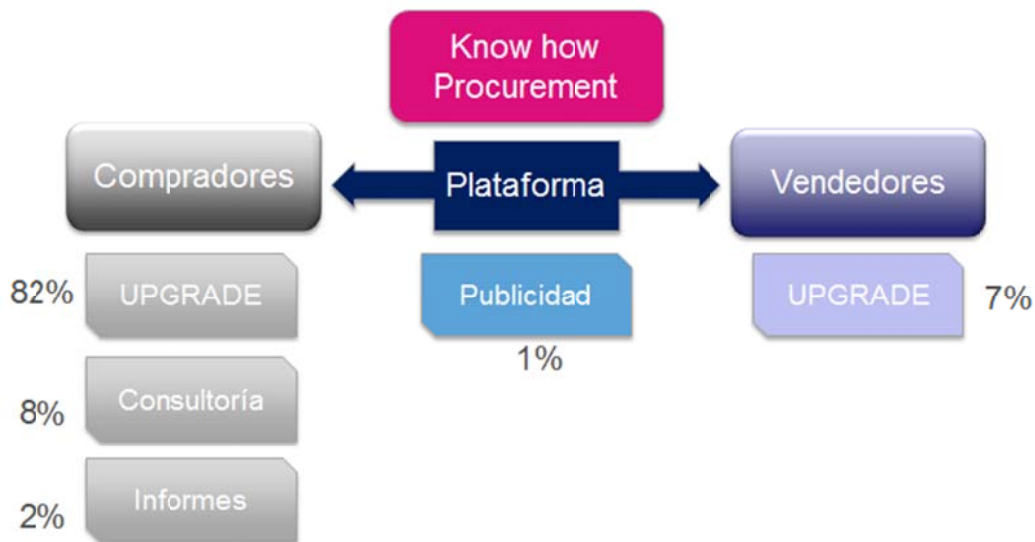 Know how
Procurement
Compradores
Plataforma
Vendedores
82%
UPGRADE
Publicidad
UPGRADE
7%
1%
8%
Consultoría
2%
Informes